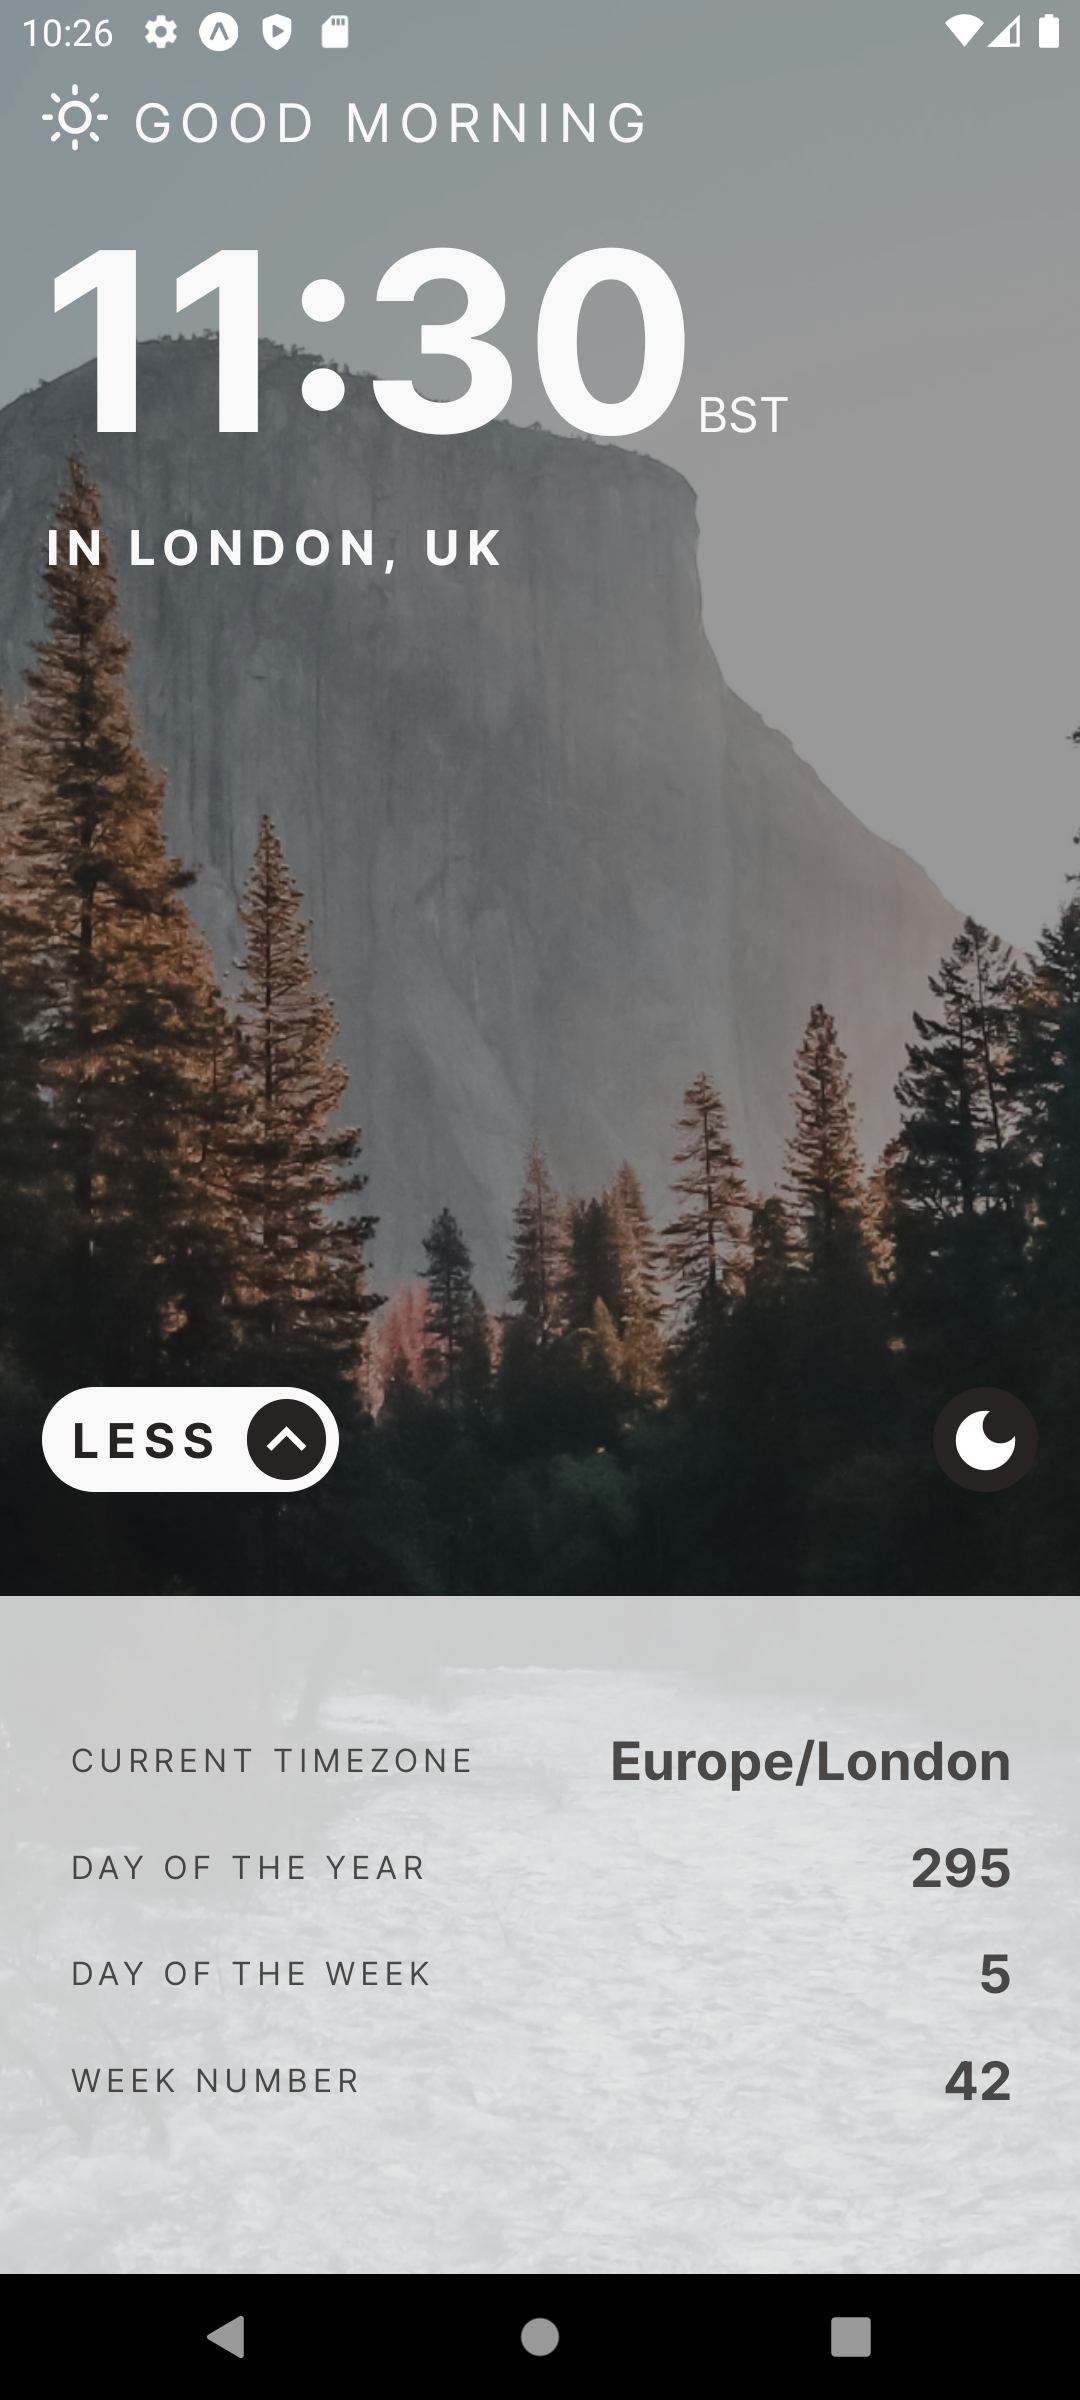 10:26
GOOD MORNING
11:30 BST
IN LONDON, UK
LESS
CURRENT TIMEZONE Europe/London
DAY OF THE YEAR 295
DAY OF THE WEEK 5
WEEK NUMBER 42